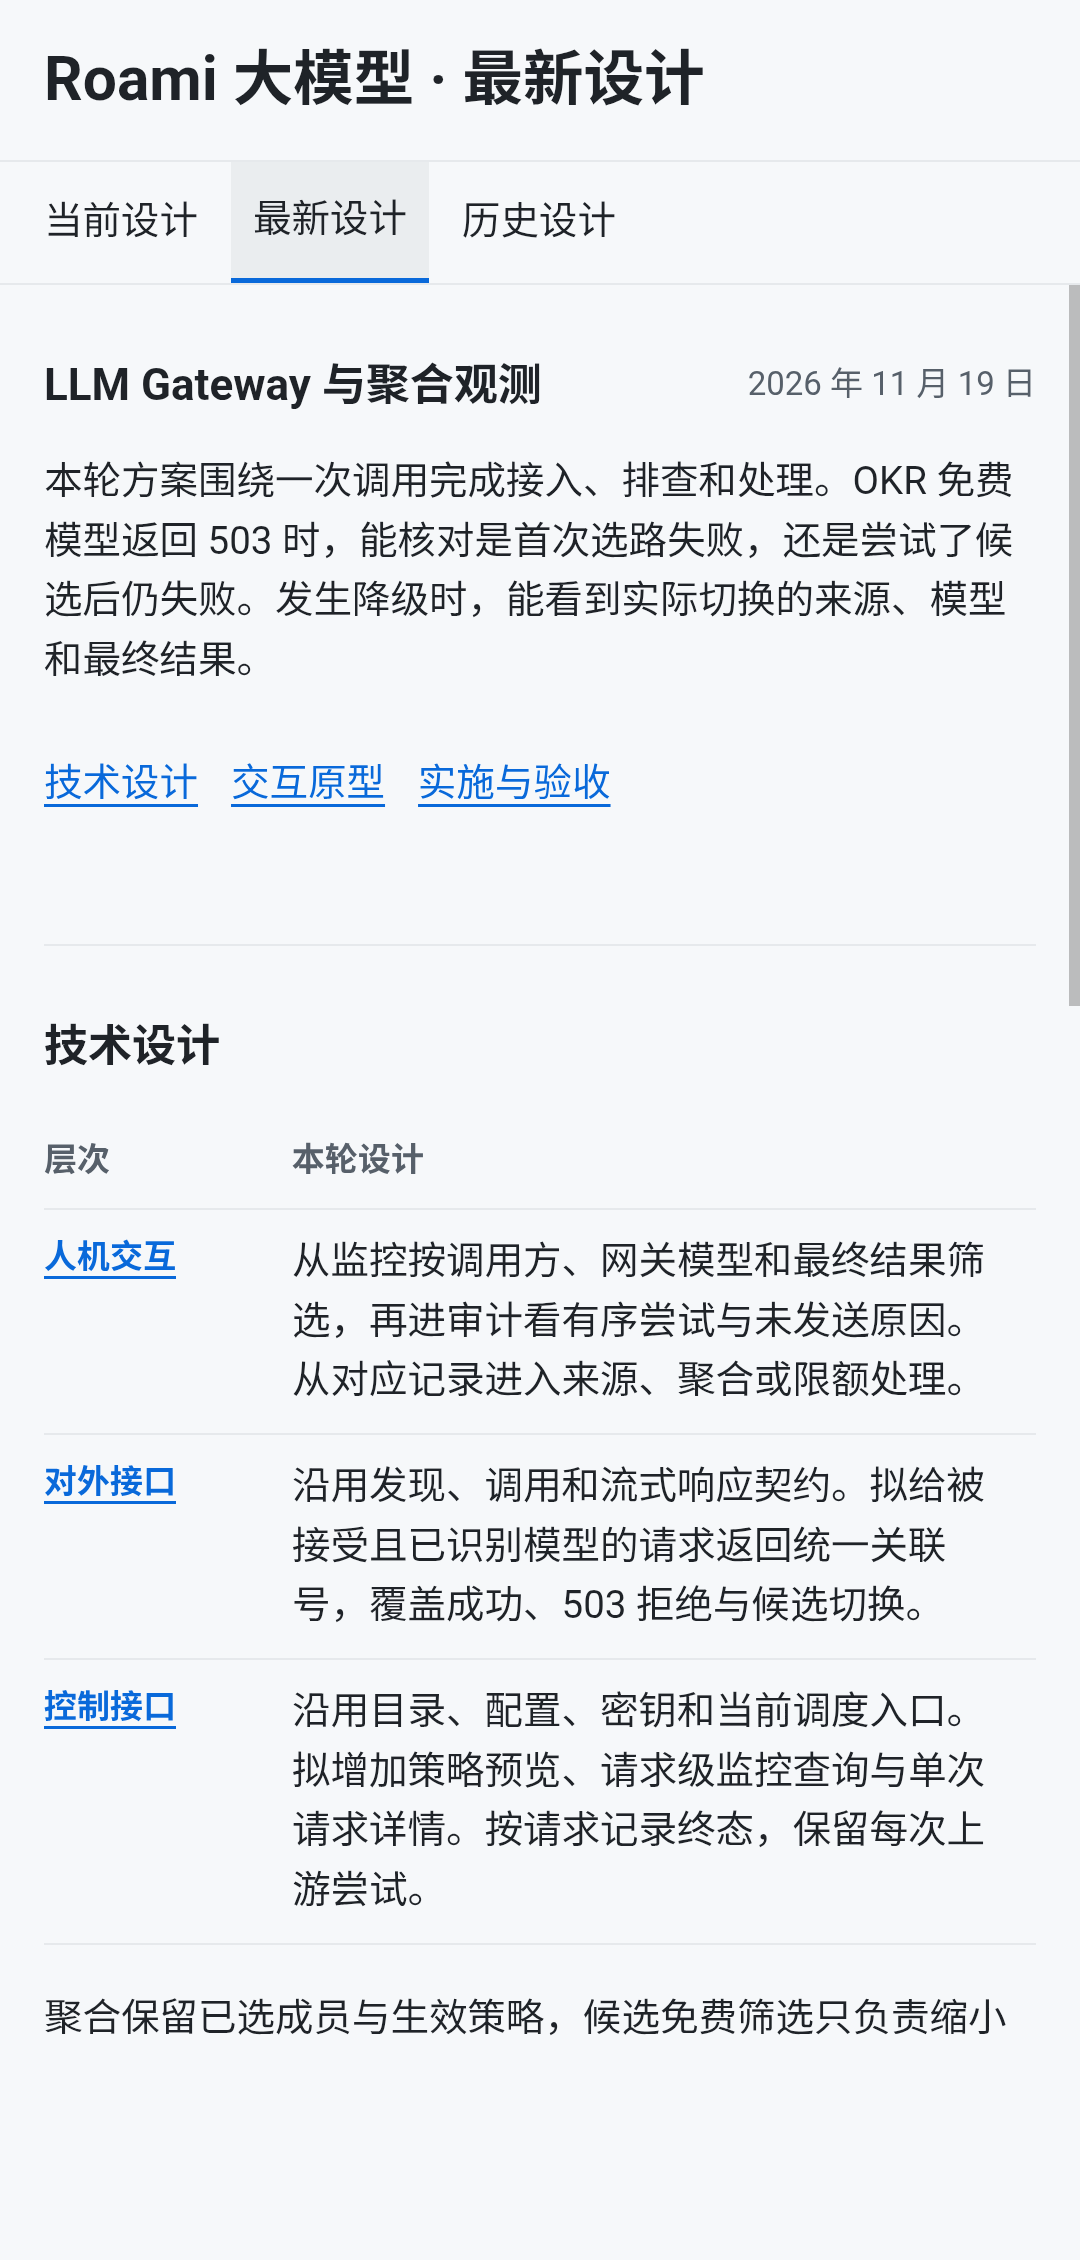 Roami 大模型 · 最新设计
当前设计 最新设计 历史设计
LLM Gateway 与聚合观测 2026 年 11 月 19 日
本轮方案围绕一次调用完成接入、排查和处理。OKR 免费
模型返回 503 时，能核对是首次选路失败，还是尝试了候
选后仍失败。发生降级时，能看到实际切换的来源、模型
和最终结果。
技术设计 交互原型 实施与验收
技术设计
层次 本轮设计
人机交互 从监控按调用方、网关模型和最终结果筛
选，再进审计看有序尝试与未发送原因。
从对应记录进入来源、聚合或限额处理。
对外接口 沿用发现、调用和流式响应契约。拟给被
接受且已识别模型的请求返回统一关联
号，覆盖成功、503 拒绝与候选切换。
控制接口 沿用目录、配置、密钥和当前调度入口。
拟增加策略预览、请求级监控查询与单次
请求详情。按请求记录终态，保留每次上
游尝试。
聚合保留已选成员与生效策略，候选免费筛选只负责缩小